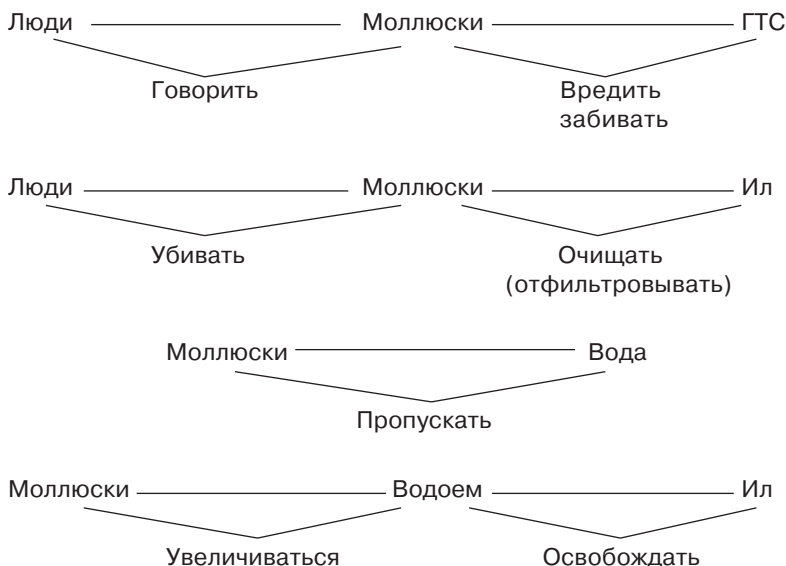 Люди Моллюски ГТС
Говорить Вредить
забивать
Люди Моллюски Ил
Убивать Очищать
(отфильтровывать)
Моллюски Вода
Пропускать
Моллюски Водоем Ил
Увеличиваться Освобождать